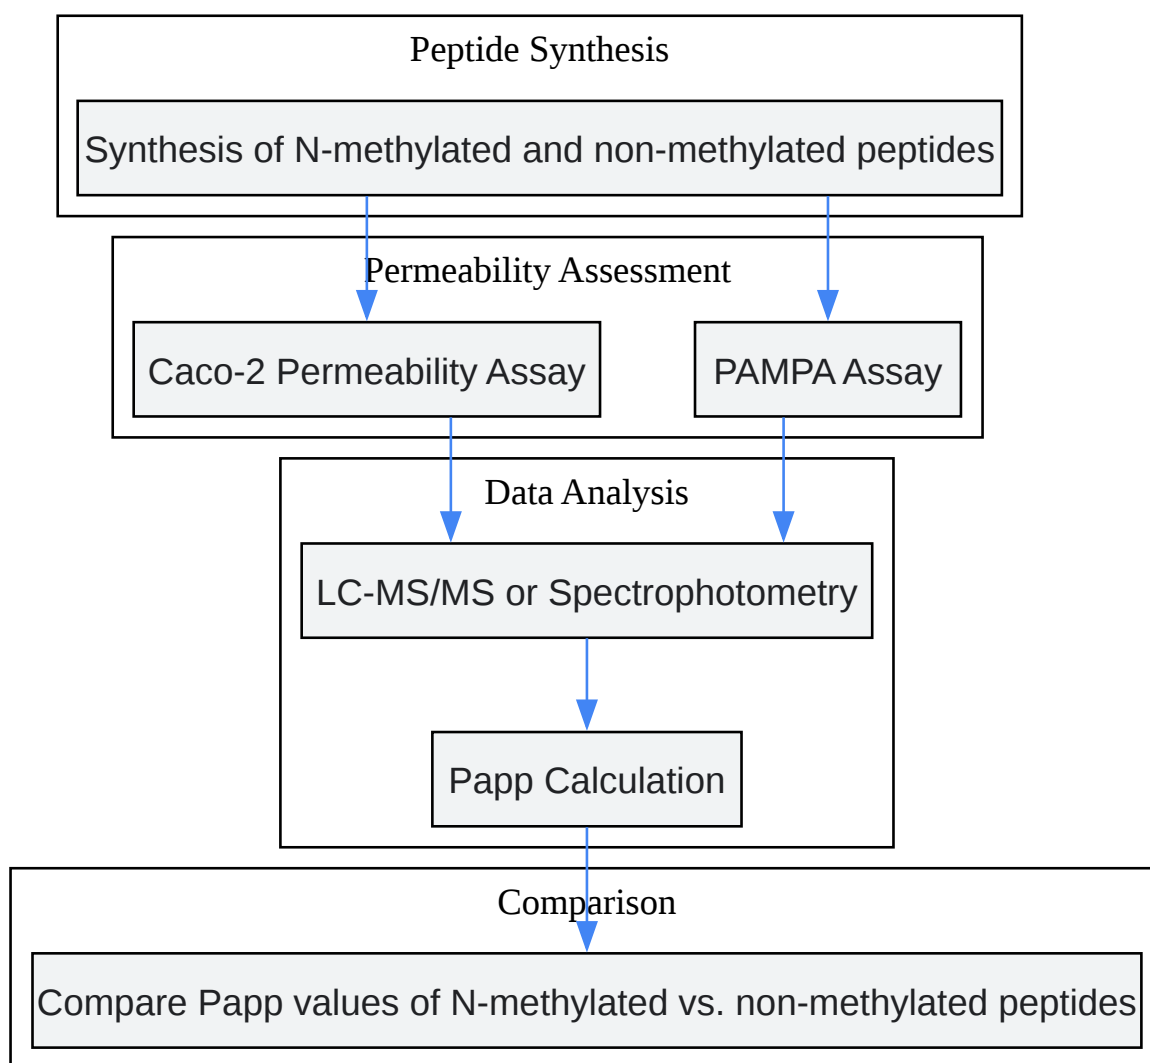 Peptide Synthesis
Synthesis of N-methylated and non-methylated peptides
Permeability Assessment
Caco-2 Permeability Assay
PAMPA Assay
Data Analysis
LC-MS/MS or Spectrophotometry
Papp Calculation
Comparison
Compare Papp values of N-methylated vs. non-methylated peptides